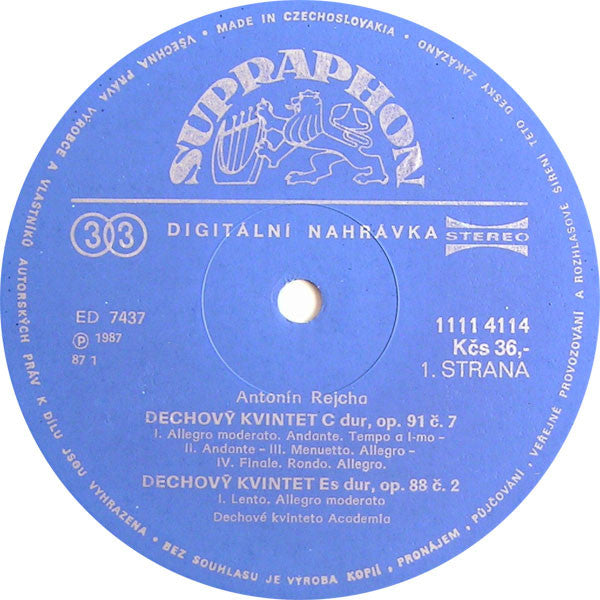 MADE IN CZECHOSLOVAKIA • VŠECHNA PRÁVA VÝROBCE A VLASTNÍKŮ AUTORSKÝCH PRÁV K DÍLU JSOU VYHRAZENA • BEZ SOUHLASU JE VÝROBA KOPIÍ, PRONÁJEM, PŮJČOVÁNÍ, VEŘEJNÉ PROVOZOVÁNÍ A ROZHLASOVÉ ŠÍŘENÍ TÉTO DESKY ZAKÁZÁNO •
SUPRAPHON
33 DIGITÁLNÍ NAHRÁVKA STEREO
ED 7437
Ⓟ 1987
87 1
1111 4114
Kčs 36,-
1. STRANA
Antonín Rejcha
DECHOVÝ KVINTET C dur, op. 91 č. 7
I. Allegro moderato. Andante. Tempo a I-mo –
II. Andante – III. Menuetto. Allegro –
IV. Finale. Rondo. Allegro.
DECHOVÝ KVINTET Es dur, op. 88 č. 2
I. Lento. Allegro moderato
Dechové kvinteto Academia